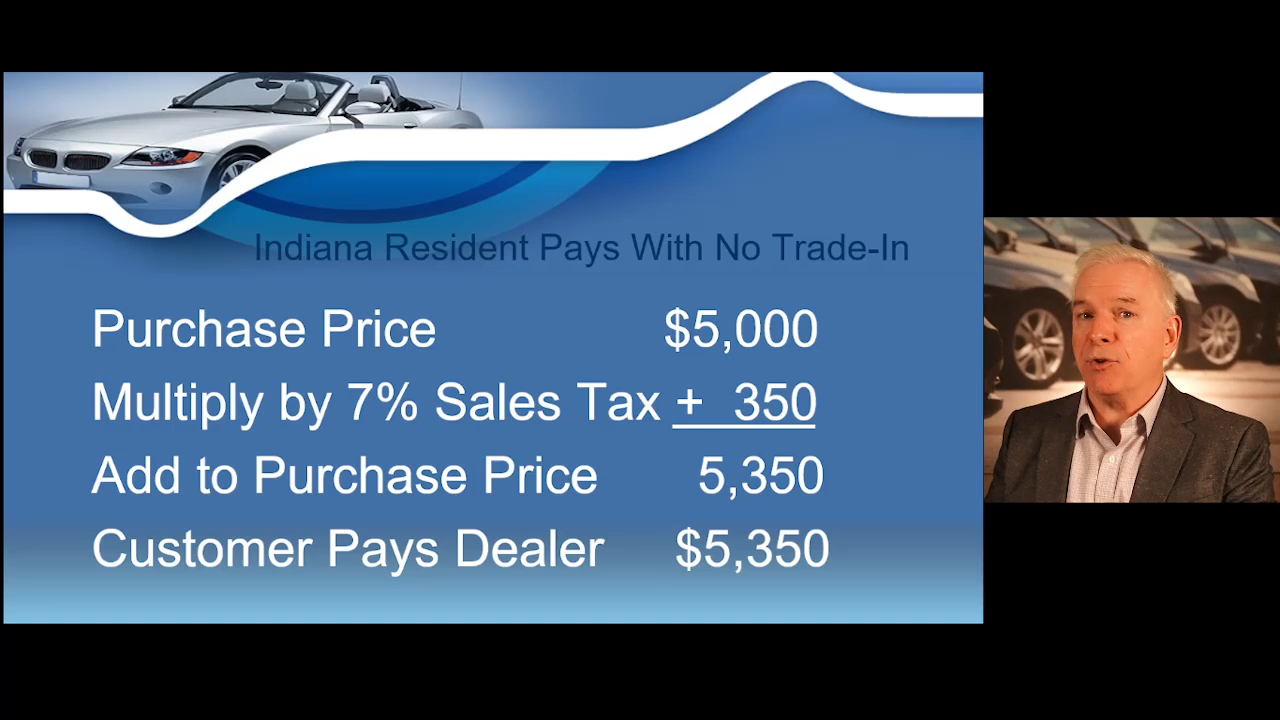 Indiana Resident Pays With No Trade-In
Purchase Price $5,000
Multiply by 7% Sales Tax + 350
Add to Purchase Price 5,350
Customer Pays Dealer $5,350